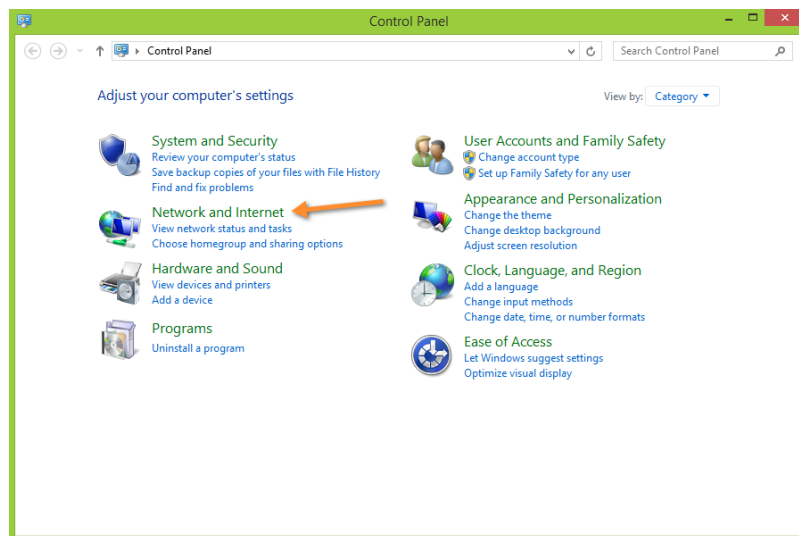 Control Panel
Control Panel
Search Control Panel
Adjust your computer's settings
View by: Category
System and Security
Review your computer's status
Save backup copies of your files with File History
Find and fix problems
Network and Internet
View network status and tasks
Choose homegroup and sharing options
Hardware and Sound
View devices and printers
Add a device
Programs
Uninstall a program
User Accounts and Family Safety
Change account type
Set up Family Safety for any user
Appearance and Personalization
Change the theme
Change desktop background
Adjust screen resolution
Clock, Language, and Region
Add a language
Change input methods
Change date, time, or number formats
Ease of Access
Let Windows suggest settings
Optimize visual display